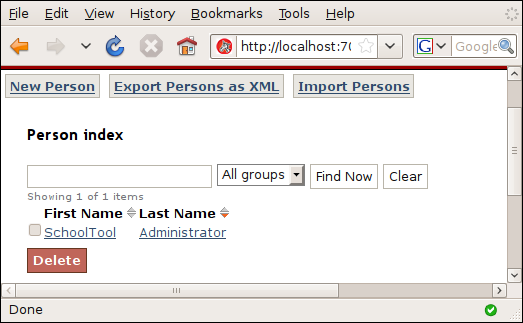 File Edit View History Bookmarks Tools Help
http://localhost:70 G Google
New Person Export Persons as XML Import Persons
Person index
All groups Find Now Clear
Showing 1 of 1 items
First Name Last Name
SchoolTool Administrator
Delete
Done